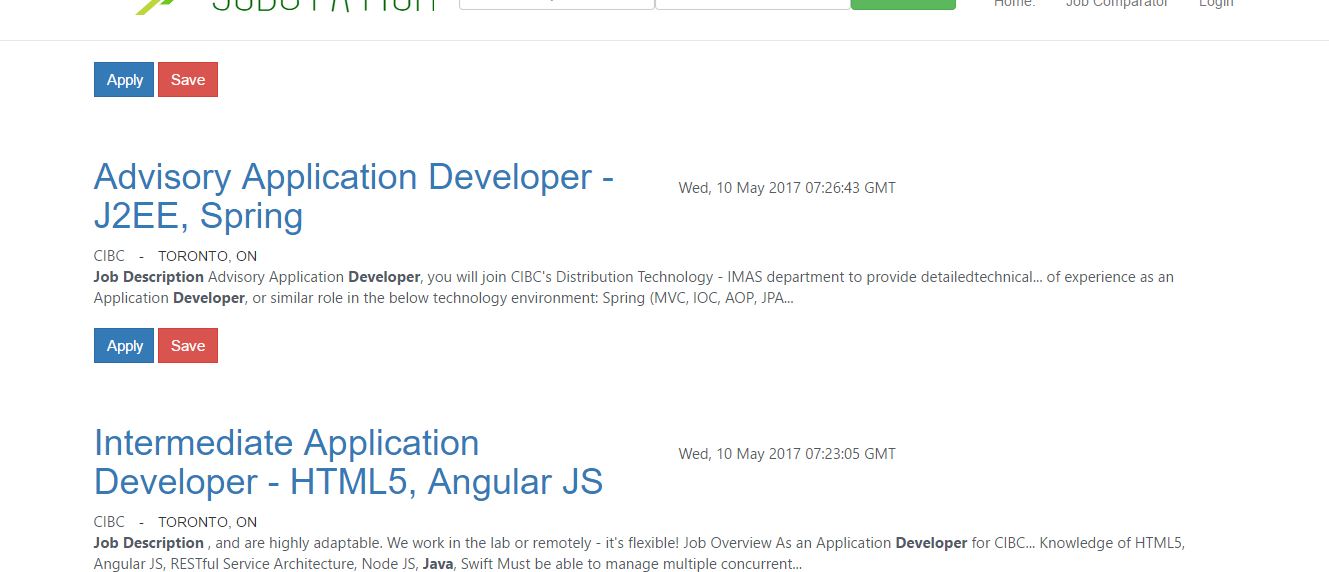 Home.
Job Comparator
Login
Apply
Save
Advisory Application Developer -
J2EE, Spring
Wed, 10 May 2017 07:26:43 GMT
CIBC - TORONTO, ON
Job Description Advisory Application Developer, you will join CIBC's Distribution Technology - IMAS department to provide detailedtechnical... of experience as an
Application Developer, or similar role in the below technology environment: Spring (MVC, IOC, AOP, JPA...
Apply
Save
Intermediate Application
Developer - HTML5, Angular JS
Wed, 10 May 2017 07:23:05 GMT
CIBC - TORONTO, ON
Job Description , and are highly adaptable. We work in the lab or remotely - it's flexible! Job Overview As an Application Developer for CIBC... Knowledge of HTML5,
Angular JS, RESTful Service Architecture, Node JS, Java, Swift Must be able to manage multiple concurrent...